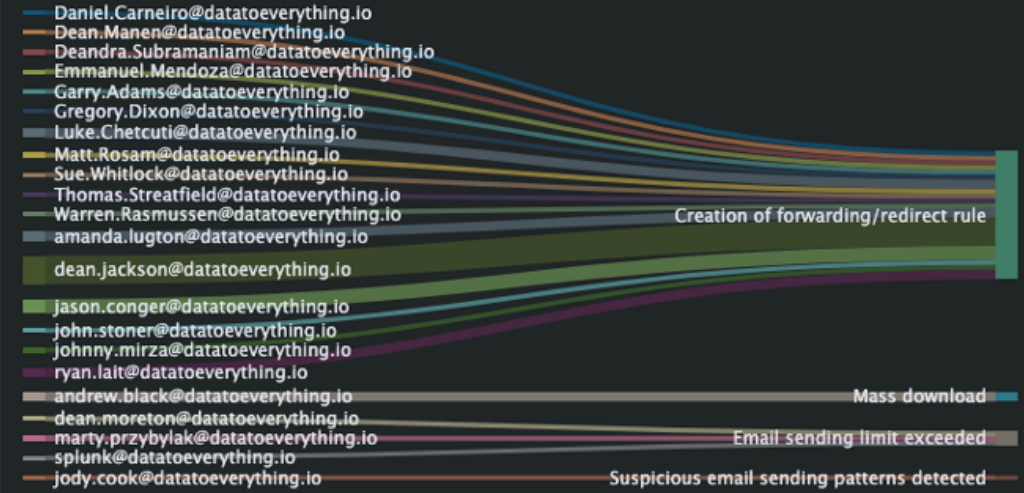 Daniel.Carneiro@datatoeverything.io
Dean.Manen@datatoeverything.io
Deandra.Subramaniam@datatoeverything.io
Emmanuel.Mendoza@datatoeverything.io
Garry.Adams@datatoeverything.io
Gregory.Dixon@datatoeverything.io
Luke.Chetcuti@datatoeverything.io
Matt.Rosam@datatoeverything.io
Sue.Whitlock@datatoeverything.io
Thomas.Streatfield@datatoeverything.io
Warren.Rasmussen@datatoeverything.io
Creation of forwarding/redirect rule
amanda.lugton@datatoeverything.io
dean.jackson@datatoeverything.io
jason.conger@datatoeverything.io
john.stoner@datatoeverything.io
johnny.mirza@datatoeverything.io
ryan.lait@datatoeverything.io
andrew.black@datatoeverything.io
Mass download
dean.moreton@datatoeverything.io
marty.przybylak@datatoeverything.io
Email sending limit exceeded
splunk@datatoeverything.io
jody.cook@datatoeverything.io
Suspicious email sending patterns detected